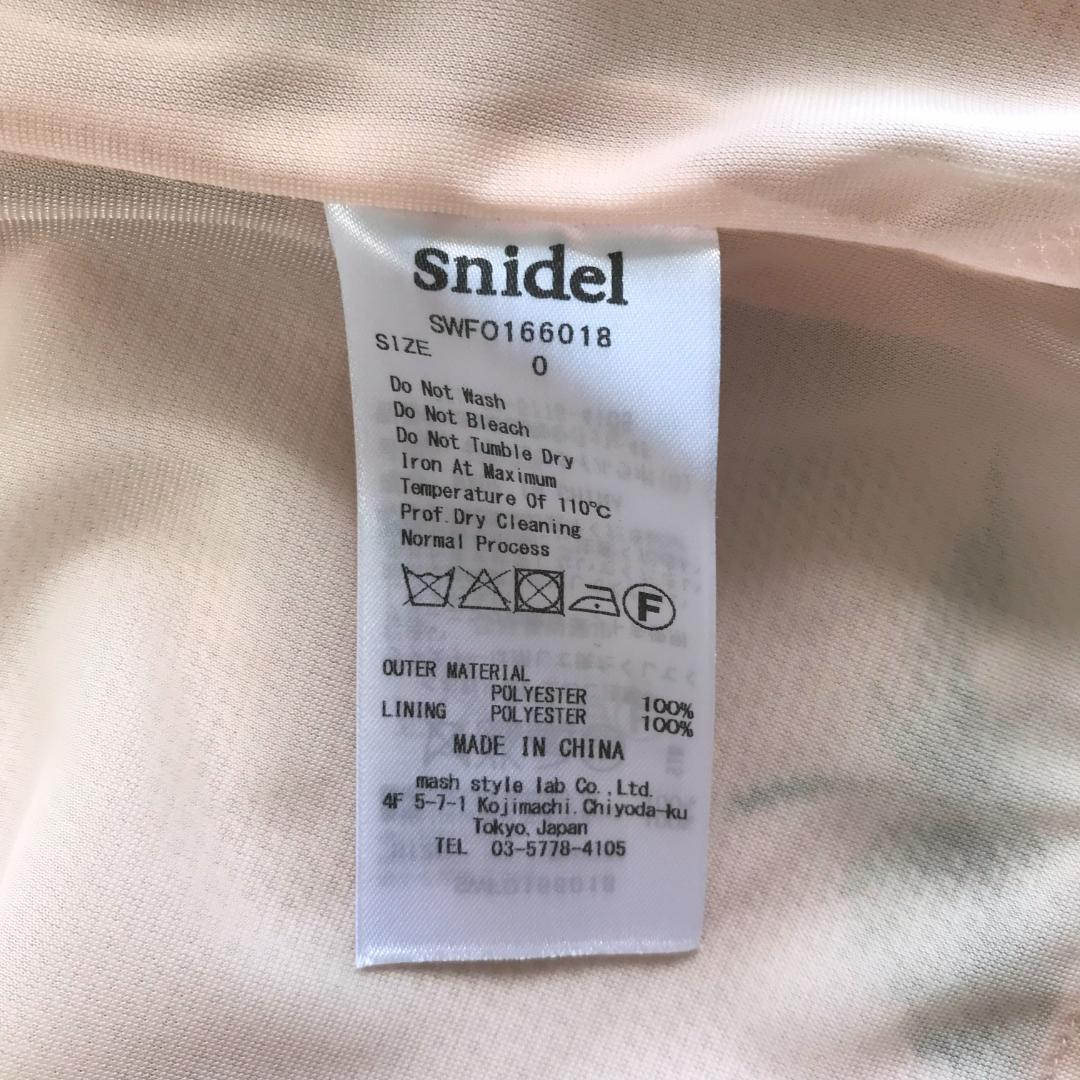 snidel
SWFO166018
SIZE 0
Do Not Wash
Do Not Bleach
Do Not Tumble Dry
Iron At Maximum
Temperature Of 110℃
Prof.Dry Cleaning
Normal Process
F
OUTER MATERIAL
POLYESTER 100%
LINING POLYESTER 100%
MADE IN CHINA
mash style lab Co.,Ltd.
4F 5-7-1 Kojimachi.Chiyoda-ku
Tokyo,Japan
TEL 03-5778-4105